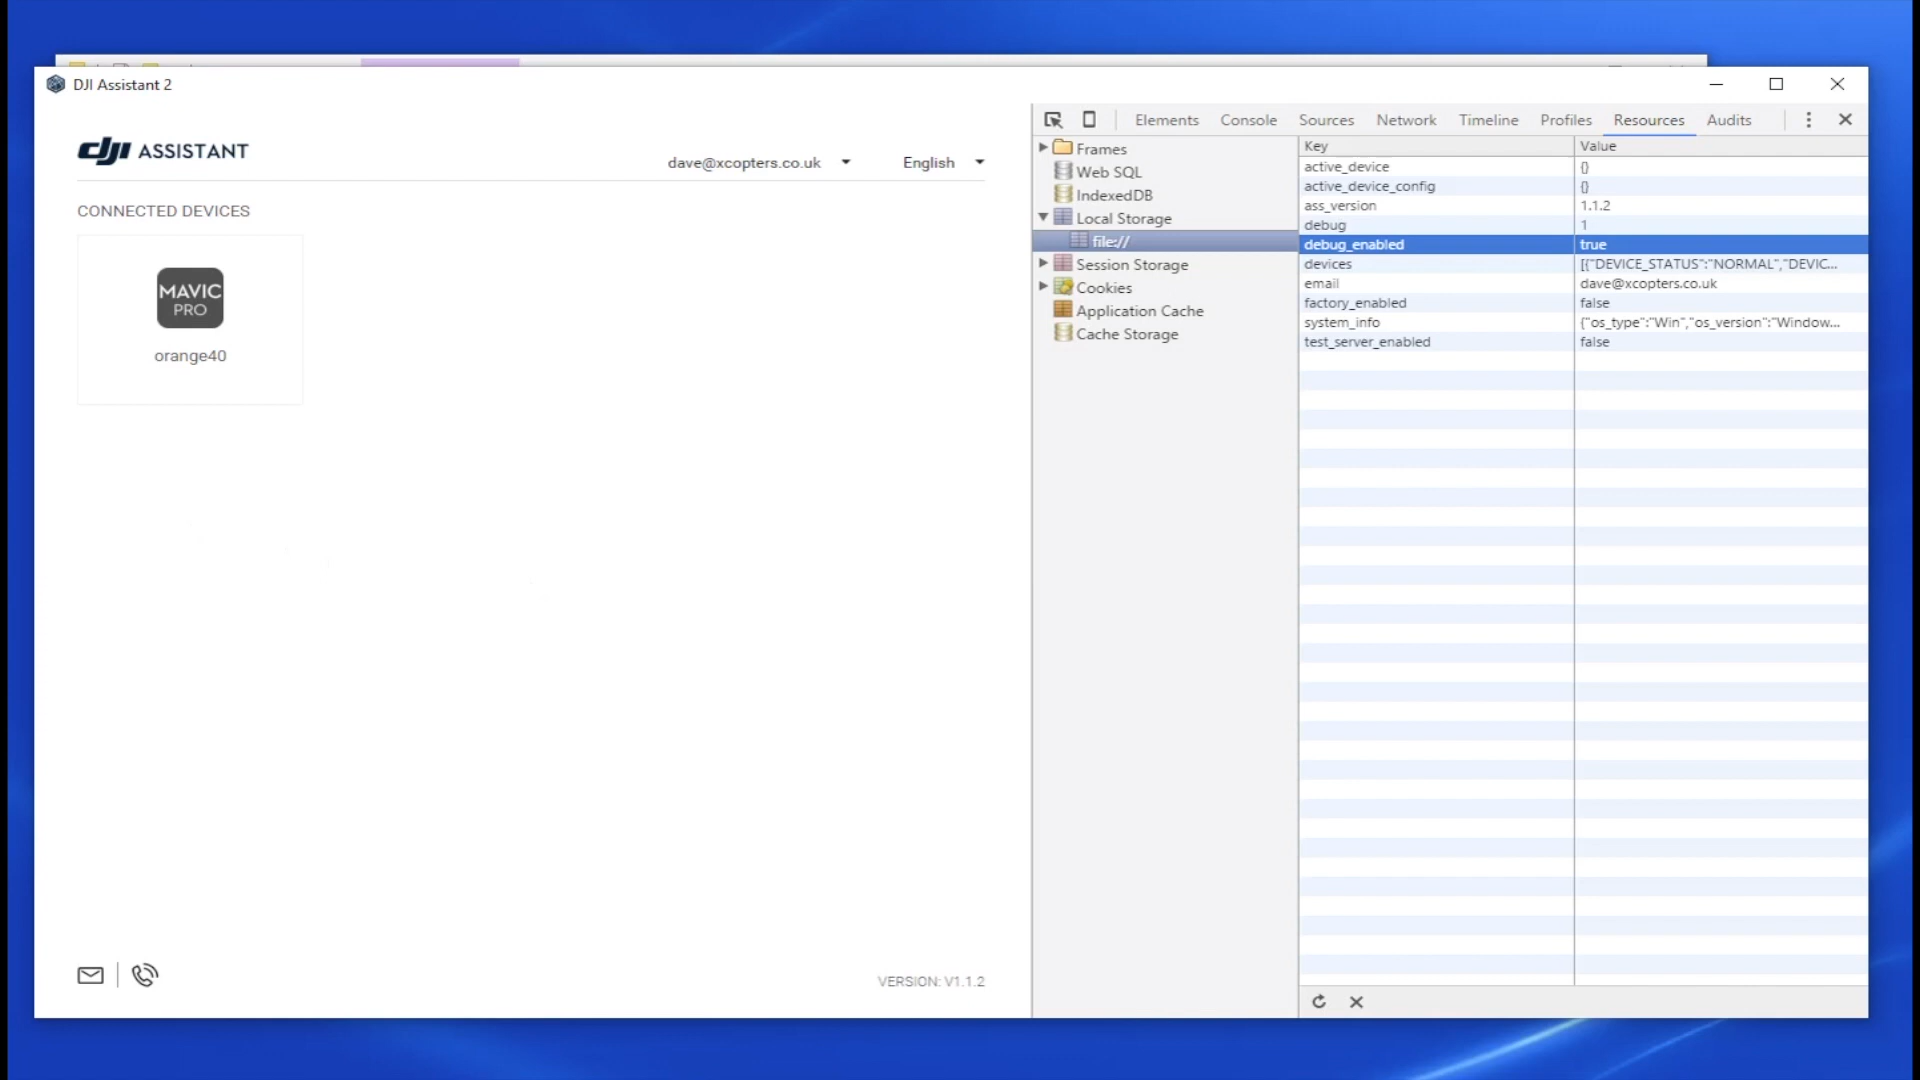 DJI Assistant 2
dji ASSISTANT
dave@xcopters.co.uk
English
CONNECTED DEVICES
MAVIC
PRO
orange40
VERSION: V1.1.2
Elements Console Sources Network Timeline Profiles Resources Audits
Frames
Web SQL
IndexedDB
Local Storage
file://
Session Storage
Cookies
Application Cache
Cache Storage
Key Value
active_device {}
active_device_config {}
ass_version 1.1.2
debug 1
debug_enabled true
devices [{"DEVICE_STATUS":"NORMAL","DEVIC...
email dave@xcopters.co.uk
factory_enabled false
system_info {"os_type":"Win","os_version":"Window...
test_server_enabled false